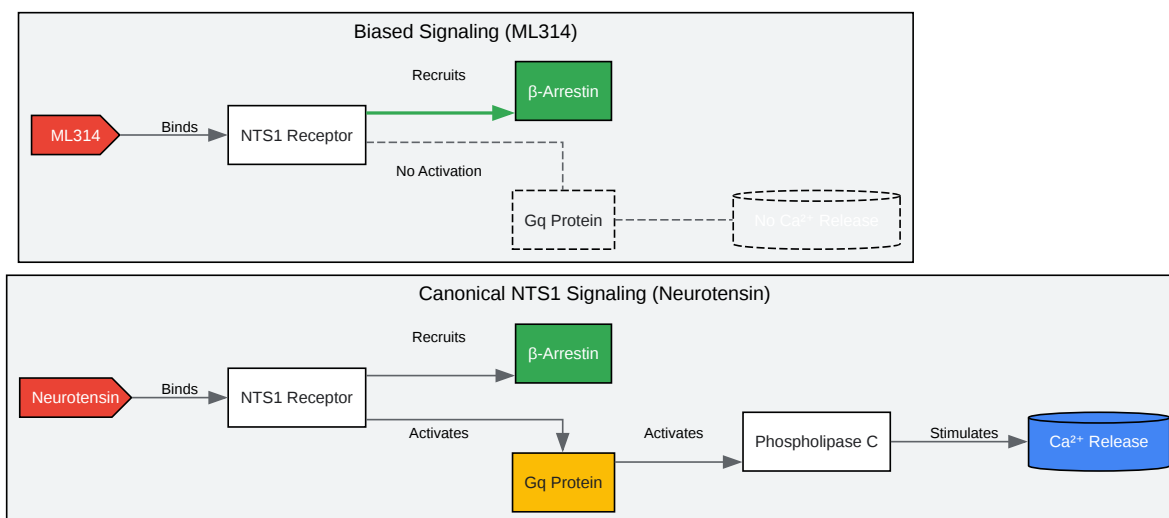 Biased Signaling (ML314)
Recruits
β-Arrestin
ML314
Binds
NTS1 Receptor
No Activation
Gq Protein
No Ca²⁺ Release
Canonical NTS1 Signaling (Neurotensin)
Recruits
β-Arrestin
Neurotensin
Binds
NTS1 Receptor
Activates
Gq Protein
Activates
Phospholipase C
Stimulates
Ca²⁺ Release